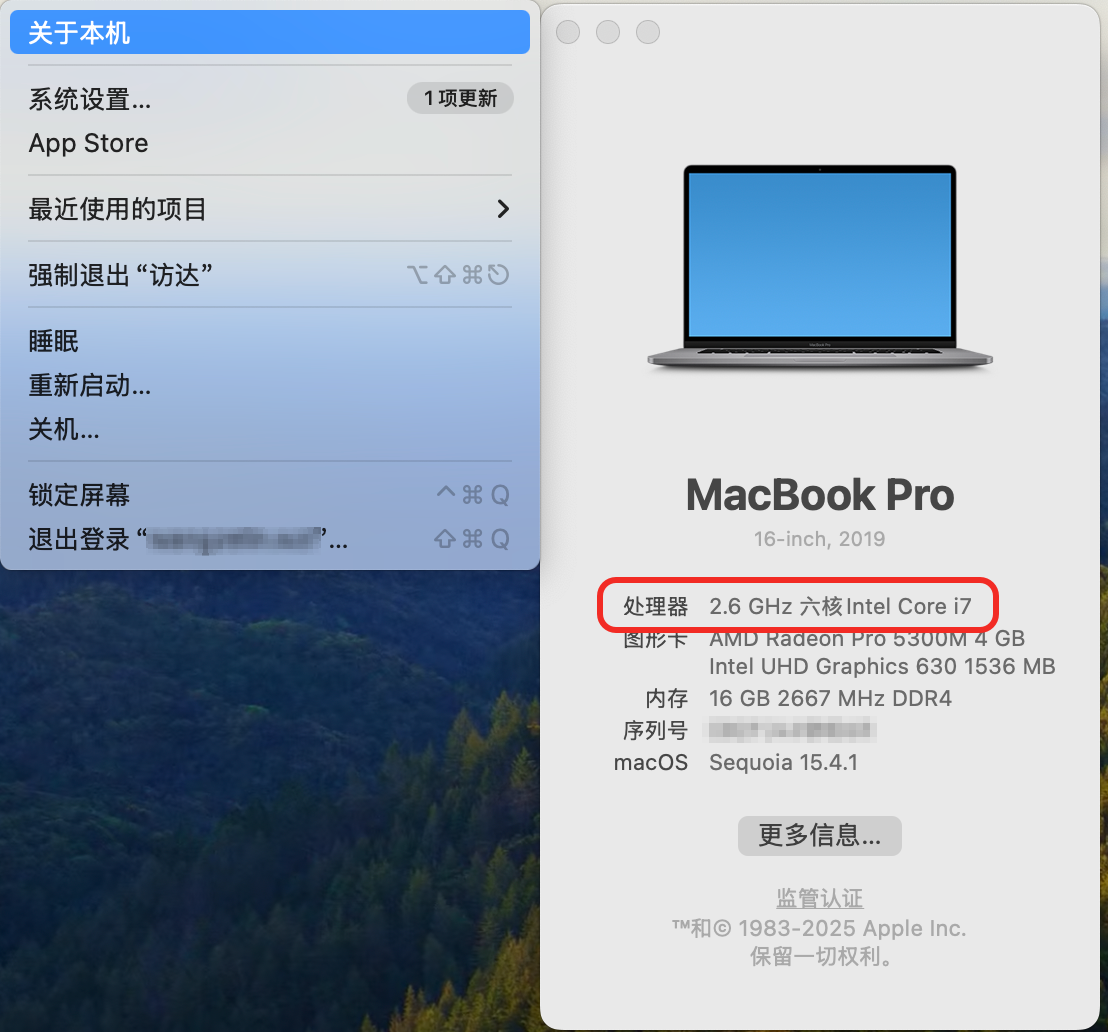 关于本机
系统设置... 1 项更新
App Store
最近使用的项目
强制退出 “访达” ⌥⇧⌘⎋
睡眠
重新启动...
关机...
锁定屏幕 ^⌘Q
退出登录 “ ”... ⇧⌘Q
MacBook Pro
16-inch, 2019
处理器 2.6 GHz 六核Intel Core i7
图形卡 AMD Radeon Pro 5300M 4 GB
Intel UHD Graphics 630 1536 MB
内存 16 GB 2667 MHz DDR4
序列号
macOS Sequoia 15.4.1
更多信息...
监管认证
™和© 1983-2025 Apple Inc.
保留一切权利。